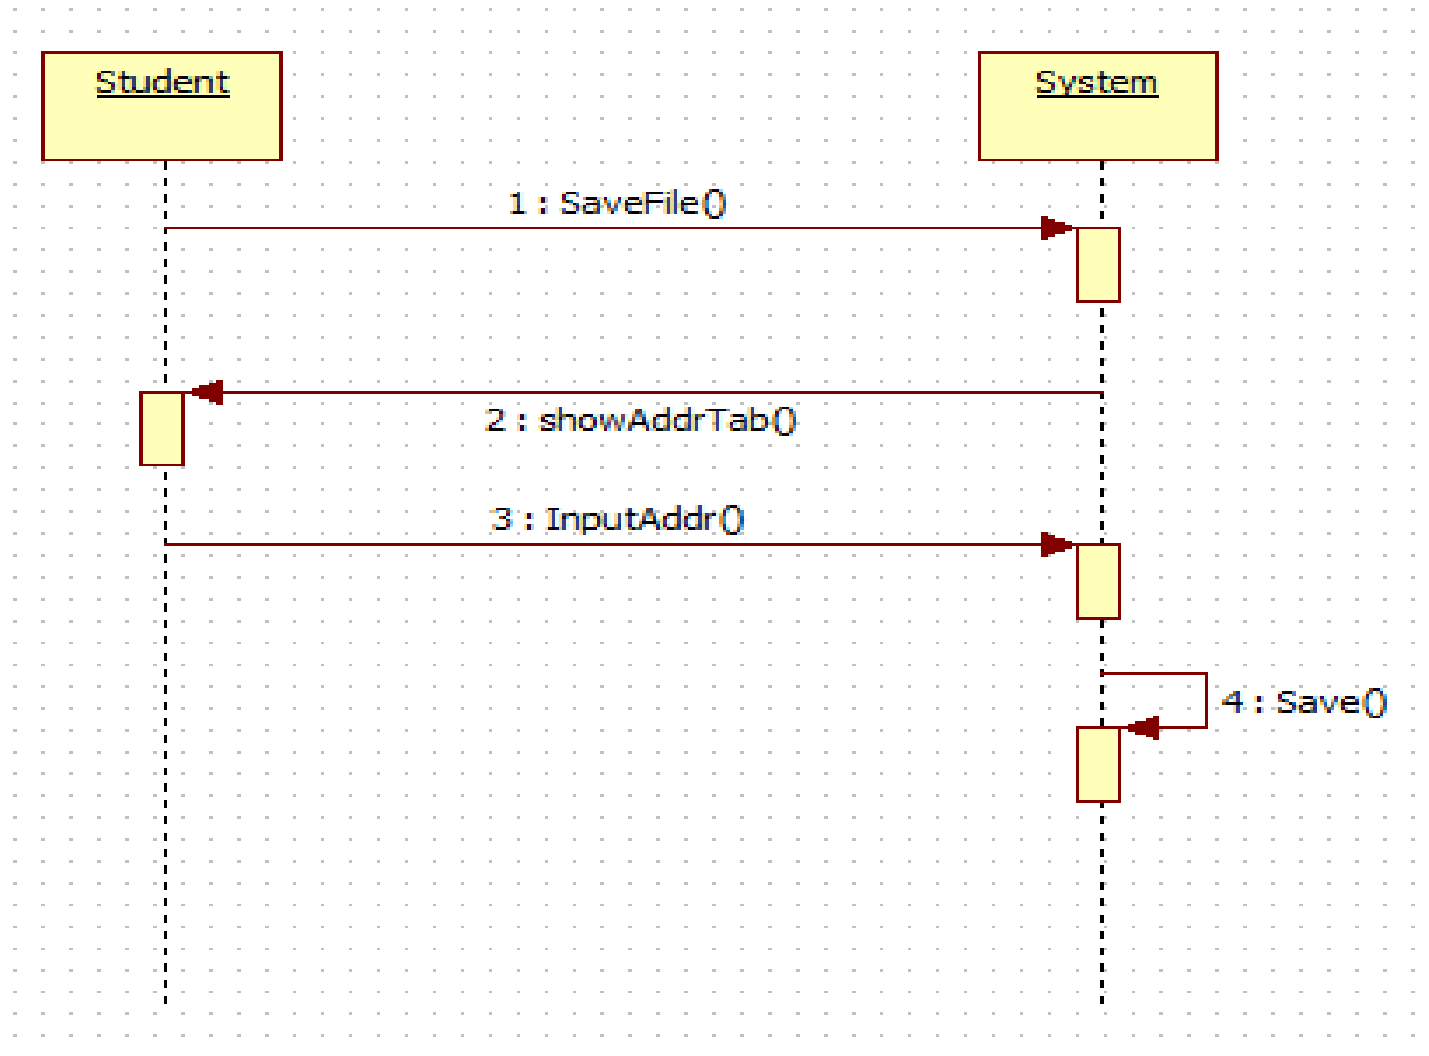 Student
System
1 : SaveFile()
2 : showAddrTab()
3 : InputAddr()
4 : Save()